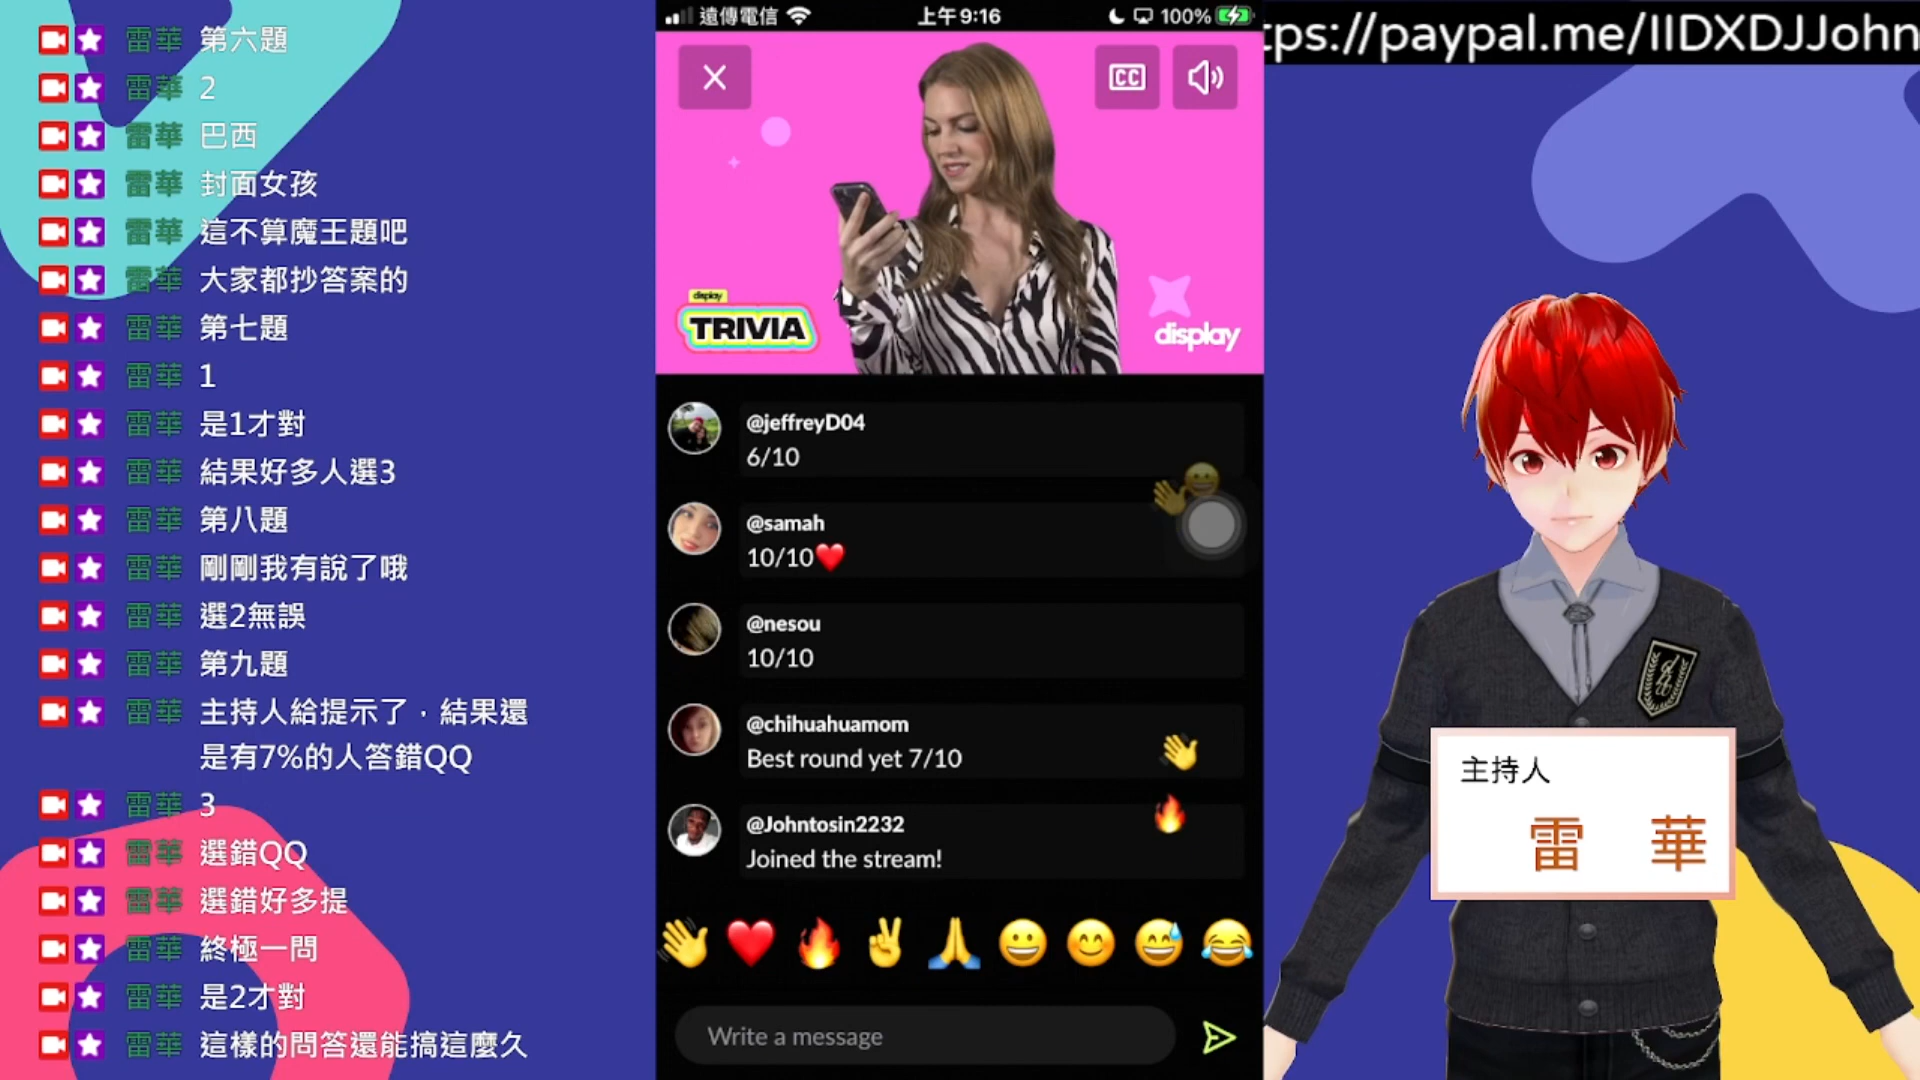 雷華 第六題
雷華 2
雷華 巴西
雷華 封面女孩
雷華 這不算魔王題吧
雷華 大家都抄答案的
雷華 第七題
雷華 1
雷華 是1才對
雷華 結果好多人選3
雷華 第八題
雷華 剛剛我有說了哦
雷華 選2無誤
雷華 第九題
雷華 主持人給提示了，結果還
是有7%的人答錯QQ
雷華 3
雷華 選錯QQ
雷華 選錯好多提
雷華 終極一問
雷華 是2才對
雷華 這樣的問答還能搞這麼久
遠傳電信 上午9:16 100%
CC
display
TRIVIA
display
@jeffreyD04
6/10
@samah
10/10❤️
@nesou
10/10
@chihuahuamom
Best round yet 7/10
@Johntosin2232
Joined the stream!
Write a message
tps://paypal.me/IIDXDJJohn
主持人
雷 華